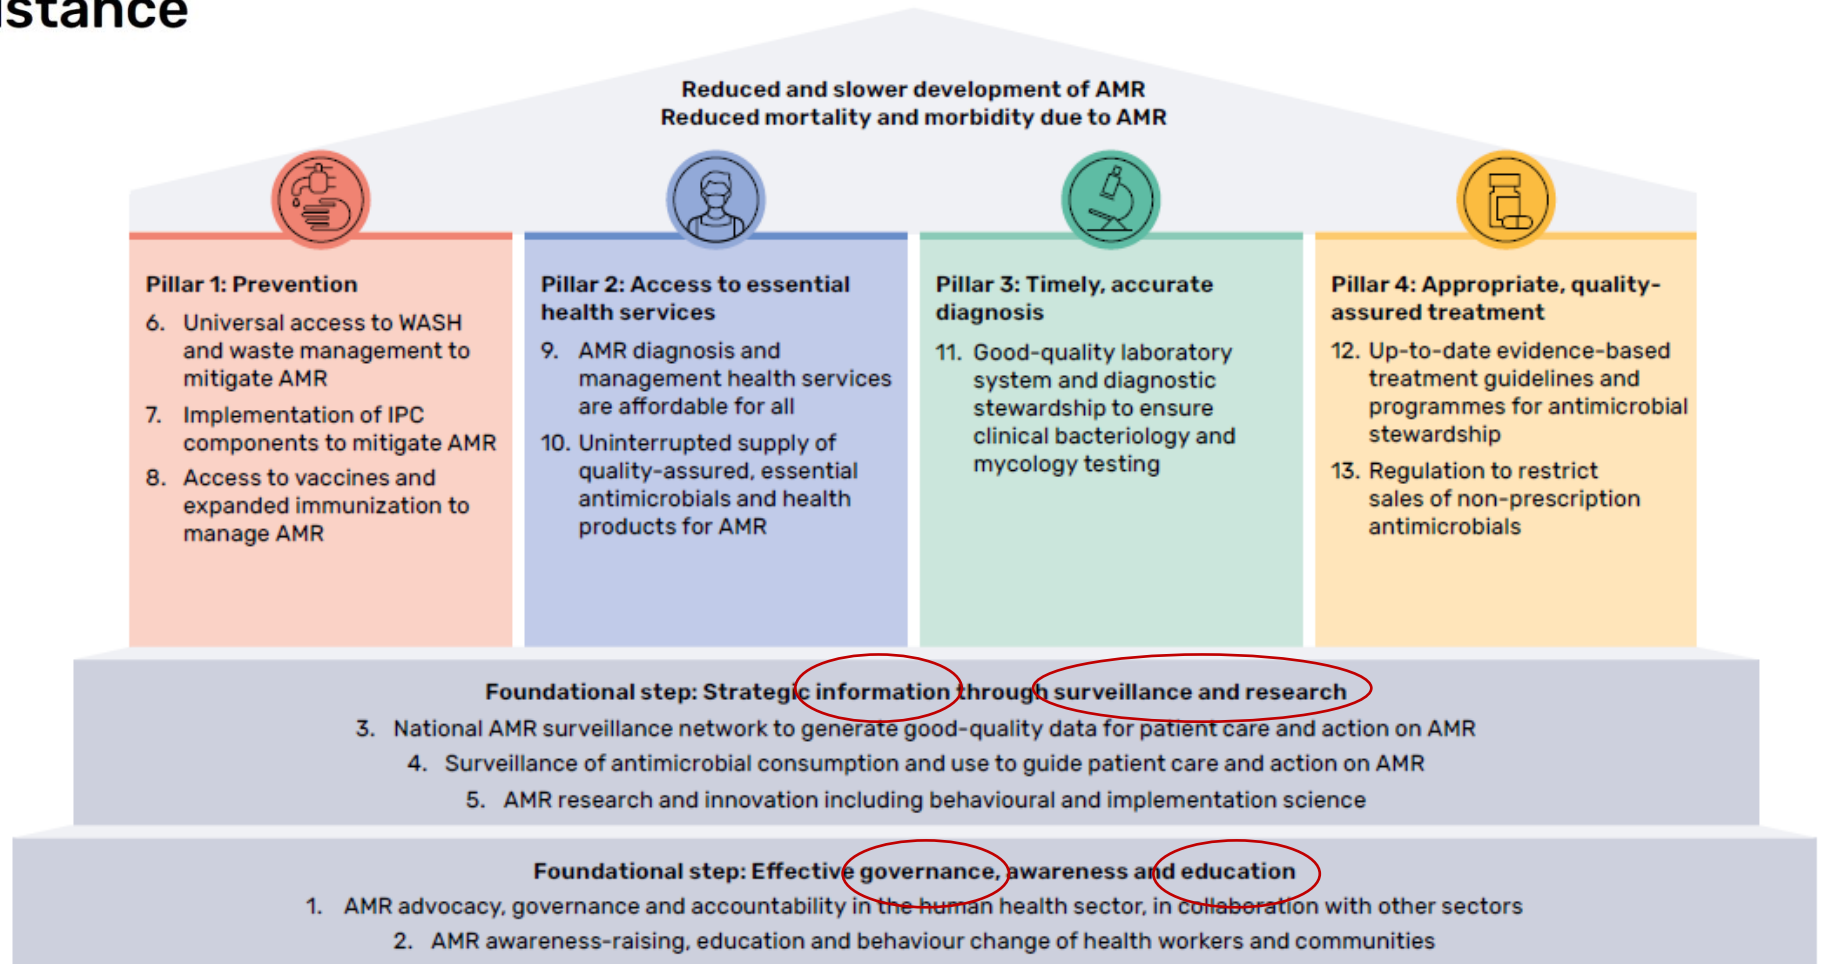 istance
Reduced and slower development of AMR
Reduced mortality and morbidity due to AMR
Pillar 1: Prevention
6. Universal access to WASH
and waste management to
mitigate AMR
7. Implementation of IPC
components to mitigate AMR
8. Access to vaccines and
expanded immunization to
manage AMR
Pillar 2: Access to essential
health services
9. AMR diagnosis and
management health services
are affordable for all
10. Uninterrupted supply of
quality-assured, essential
antimicrobials and health
products for AMR
Pillar 3: Timely, accurate
diagnosis
11. Good-quality laboratory
system and diagnostic
stewardship to ensure
clinical bacteriology and
mycology testing
Pillar 4: Appropriate, quality-
assured treatment
12. Up-to-date evidence-based
treatment guidelines and
programmes for antimicrobial
stewardship
13. Regulation to restrict
sales of non-prescription
antimicrobials
Foundational step: Strategic information through surveillance and research
3. National AMR surveillance network to generate good-quality data for patient care and action on AMR
4. Surveillance of antimicrobial consumption and use to guide patient care and action on AMR
5. AMR research and innovation including behavioural and implementation science
Foundational step: Effective governance, awareness and education
1. AMR advocacy, governance and accountability in the human health sector, in collaboration with other sectors
2. AMR awareness-raising, education and behaviour change of health workers and communities